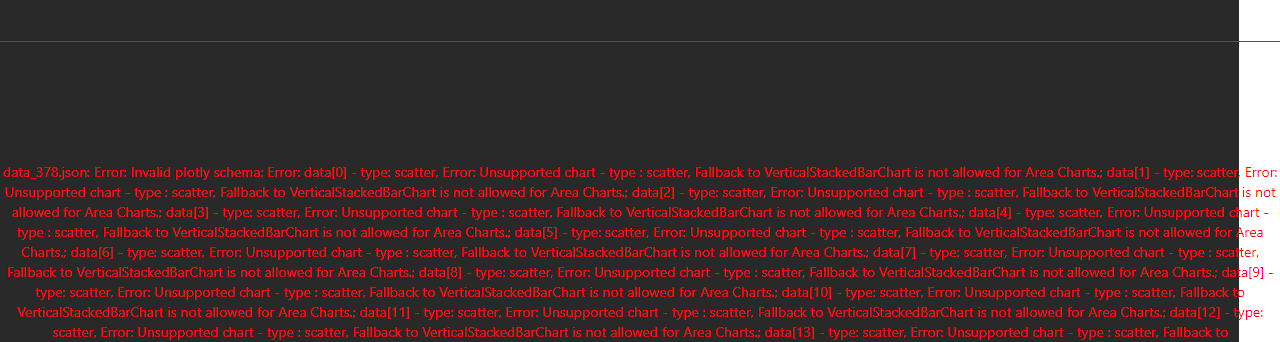 data_378.json: Error: Invalid plotly schema: Error: data[0] - type: scatter, Error: Unsupported chart - type : scatter, Fallback to VerticalStackedBarChart is not allowed for Area Charts.; data[1] - type: scatter, Error:
Unsupported chart - type : scatter, Fallback to VerticalStackedBarChart is not allowed for Area Charts.; data[2] - type: scatter, Error: Unsupported chart - type : scatter, Fallback to VerticalStackedBarChart is not
allowed for Area Charts.; data[3] - type: scatter, Error: Unsupported chart - type : scatter, Fallback to VerticalStackedBarChart is not allowed for Area Charts.; data[4] - type: scatter, Error: Unsupported chart -
type : scatter, Fallback to VerticalStackedBarChart is not allowed for Area Charts.; data[5] - type: scatter, Error: Unsupported chart - type : scatter, Fallback to VerticalStackedBarChart is not allowed for Area
Charts.; data[6] - type: scatter, Error: Unsupported chart - type : scatter, Fallback to VerticalStackedBarChart is not allowed for Area Charts.; data[7] - type: scatter, Error: Unsupported chart - type : scatter,
Fallback to VerticalStackedBarChart is not allowed for Area Charts.; data[8] - type: scatter, Error: Unsupported chart - type : scatter, Fallback to VerticalStackedBarChart is not allowed for Area Charts.; data[9] -
type: scatter, Error: Unsupported chart - type : scatter, Fallback to VerticalStackedBarChart is not allowed for Area Charts.; data[10] - type: scatter, Error: Unsupported chart - type : scatter, Fallback to
VerticalStackedBarChart is not allowed for Area Charts.; data[11] - type: scatter, Error: Unsupported chart - type : scatter, Fallback to VerticalStackedBarChart is not allowed for Area Charts.; data[12] - type:
scatter, Error: Unsupported chart - type : scatter, Fallback to VerticalStackedBarChart is not allowed for Area Charts.; data[13] - type: scatter, Error: Unsupported chart - type : scatter, Fallback to